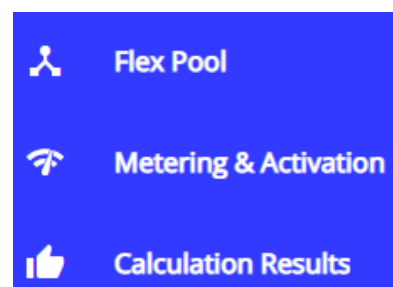 Flex Pool
Metering & Activation
Calculation Results